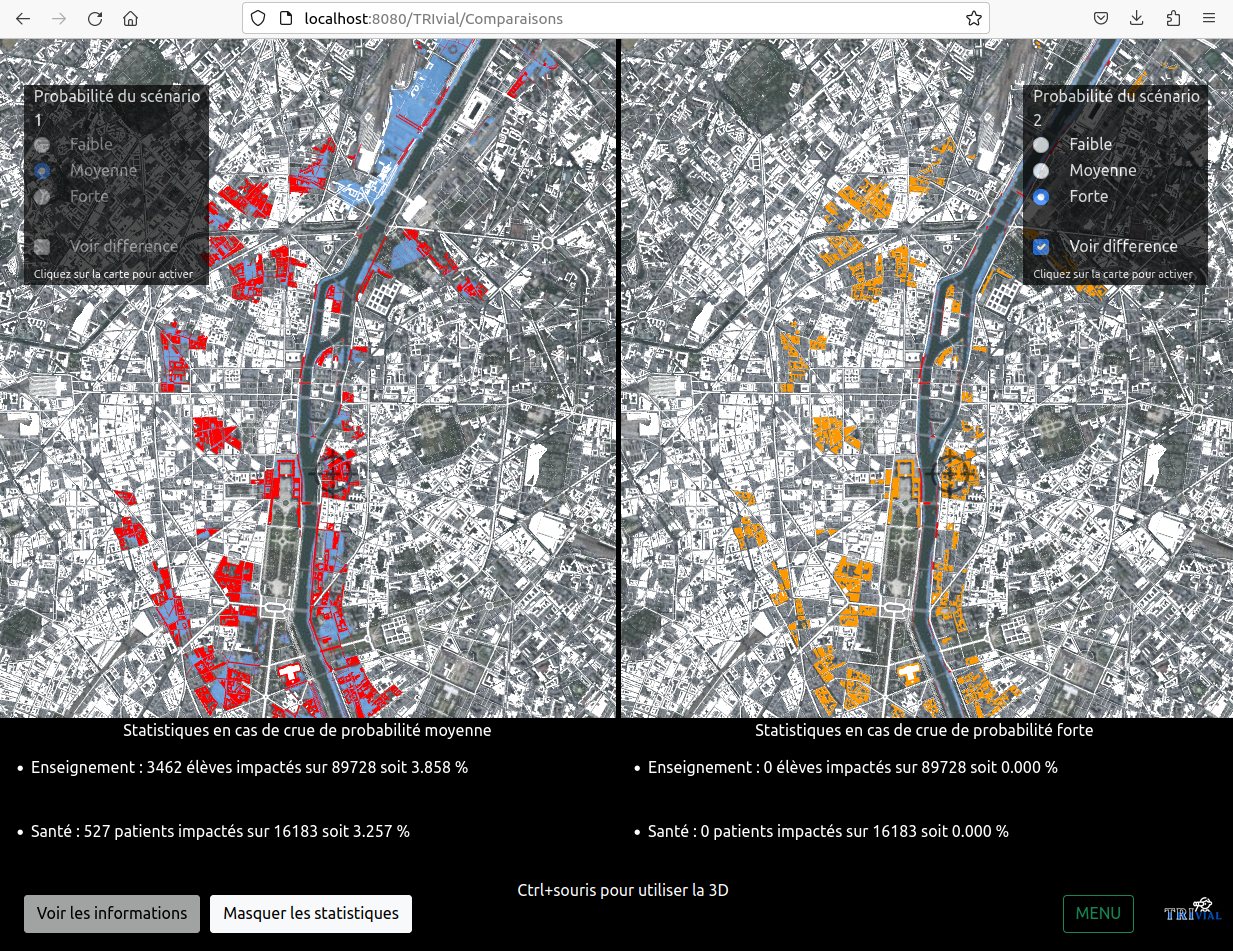 localhost:8080/TRIvial/Comparaisons
Probabilité du scénario
1
Faible
Moyenne
Forte
Voir difference
Cliquez sur la carte pour activer
Probabilité du scénario
2
Faible
Moyenne
Forte
Voir difference
Cliquez sur la carte pour activer
Statistiques en cas de crue de probabilité moyenne
• Enseignement : 3462 élèves impactés sur 89728 soit 3.858 %
• Santé : 527 patients impactés sur 16183 soit 3.257 %
Statistiques en cas de crue de probabilité forte
• Enseignement : 0 élèves impactés sur 89728 soit 0.000 %
• Santé : 0 patients impactés sur 16183 soit 0.000 %
Ctrl+souris pour utiliser la 3D
Voir les informations
Masquer les statistiques
MENU
TRIVIAL